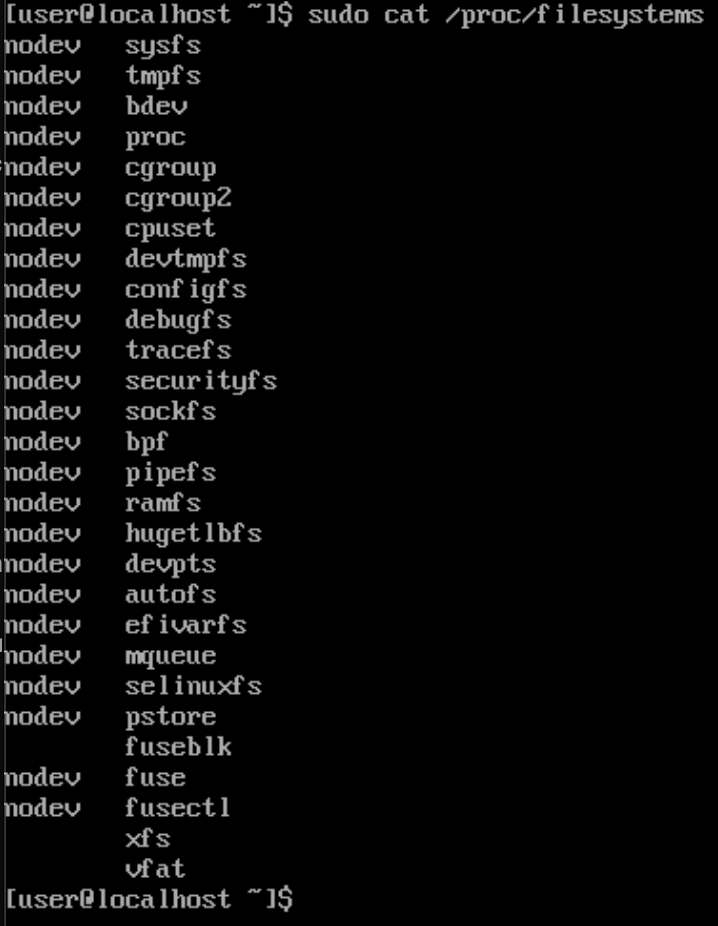 [user@localhost ~]$ sudo cat /proc/filesystems
nodev   sysfs
nodev   tmpfs
nodev   bdev
nodev   proc
nodev   cgroup
nodev   cgroup2
nodev   cpuset
nodev   devtmpfs
nodev   configfs
nodev   debugfs
nodev   tracefs
nodev   securityfs
nodev   sockfs
nodev   bpf
nodev   pipefs
nodev   ramfs
nodev   hugetlbfs
nodev   devpts
nodev   autofs
nodev   efivarfs
nodev   mqueue
nodev   selinuxfs
nodev   pstore
        fuseblk
nodev   fuse
nodev   fusectl
        xfs
        vfat
[user@localhost ~]$